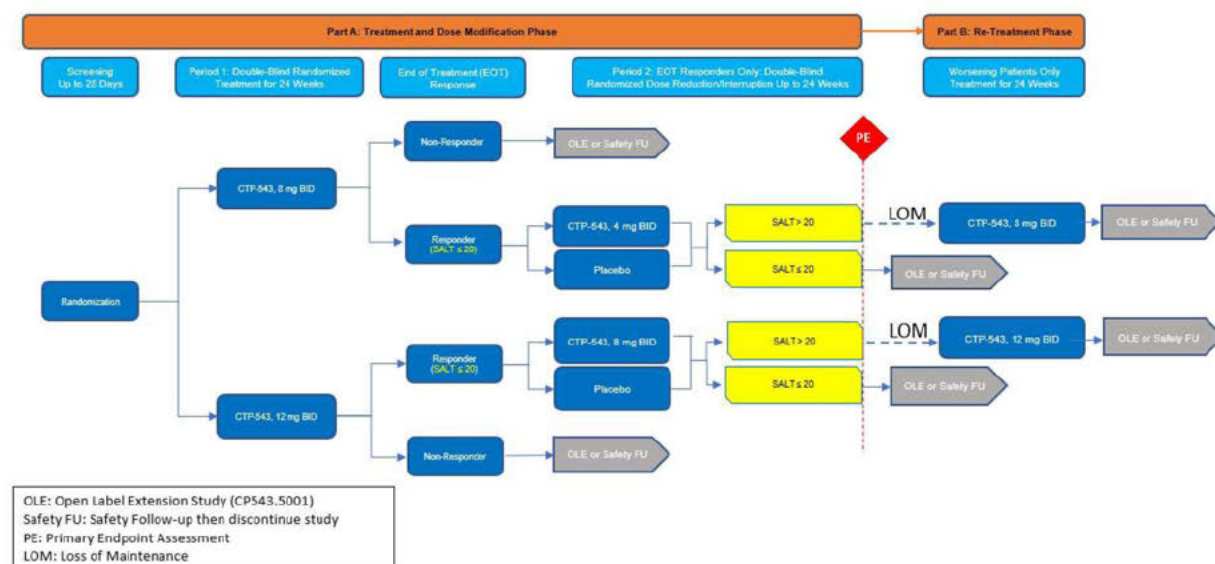 Part A: Treatment and Dose Modification Phase
Part B: Re-Treatment Phase
Screening
Up to 28 Days
Period 1: Double-Blind Randomized
Treatment for 24 Weeks
End of Treatment (EOT)
Response
Period 2: EOT Responders Only: Double-Blind
Randomized Dose Reduction/Interruption Up to 24 Weeks
Worsening Patients Only
Treatment for 24 Weeks
PE
Non-Responder
OLE or Safety FU
CTP-543, 8 mg BID
Responder
(SALT ≤ 20)
CTP-543, 4 mg BID
Placebo
SALT > 20
LOM
CTP-543, 8 mg BID
OLE or Safety FU
SALT ≤ 20
OLE or Safety FU
Randomization
Responder
(SALT ≤ 20)
CTP-543, 8 mg BID
Placebo
SALT > 20
LOM
CTP-543, 12 mg BID
OLE or Safety FU
SALT ≤ 20
OLE or Safety FU
CTP-543, 12 mg BID
Non-Responder
OLE or Safety FU
OLE: Open Label Extension Study (CP543.5001)
Safety FU: Safety Follow-up then discontinue study
PE: Primary Endpoint Assessment
LOM: Loss of Maintenance